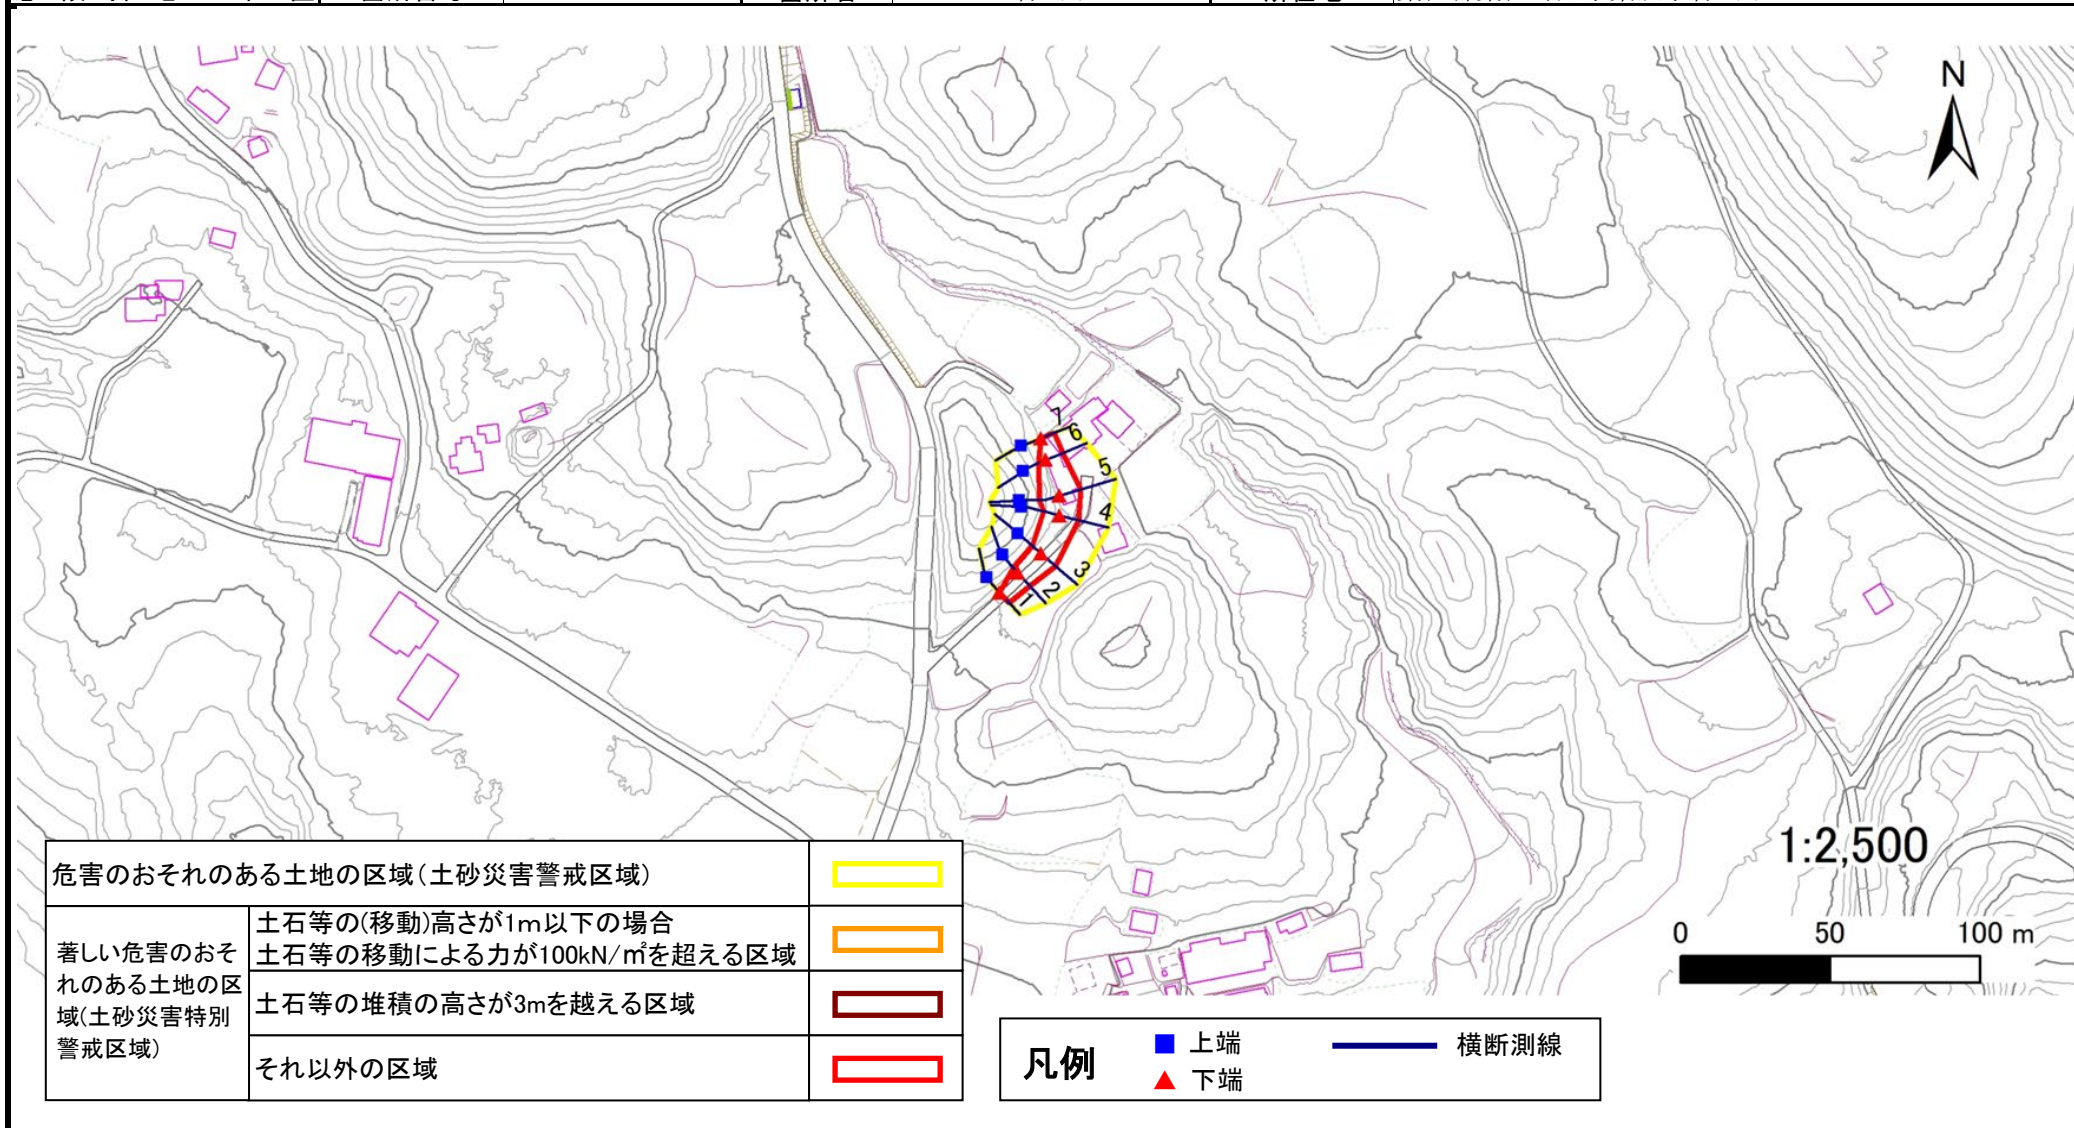 N
7
6
5
4
3
2
1
1:2,500
0 50 100 m
危害のおそれのある土地の区域(土砂災害警戒区域)
著しい危害のおそ
れのある土地の区
域(土砂災害特別
警戒区域)
土石等の(移動)高さが1m以下の場合
土石等の移動による力が100kN/㎡を超える区域
土石等の堆積の高さが3mを越える区域
それ以外の区域
凡例
上端
下端
横断測線